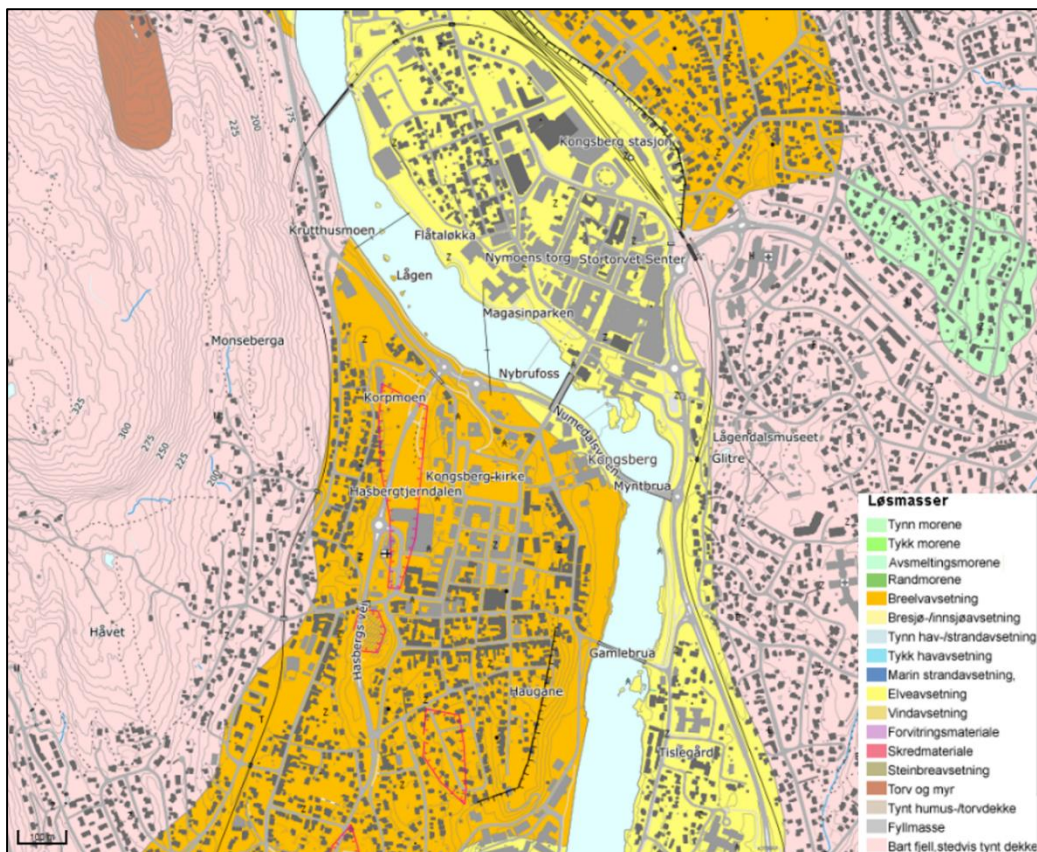 Kongsberg stasjon
175
200
225
Krutthusmoen
Flåtaløkka
Nymoens torg
Stortorvet Senter
Lågen
Magasinparken
Monseberga
Nybrufoss
Korpmoen
325
300
275
250
225
200
Numedalsveien
Lågendalsmuseet
Glitre
Kongsberg
Kongsberg kirke
Myntbrua
Hasbergtjerndalen
Håvet
Hasbergs vei
Gamlebrua
Haugane
Tislegård
100m
Løsmasser
Tynn morene
Tykk morene
Avsmeltingsmorene
Randmorene
Breelvavsetning
Bresjø-/innsjøavsetning
Tynn hav-/strandavsetning
Tykk havavsetning
Marin strandavsetning,
Elveavsetning
Vindavsetning
Forvitringsmateriale
Skredmateriale
Steinbreavsetning
Torv og myr
Tynt humus-/torvdekke
Fyllmasse
Bart fjell,stedvis tynt dekke